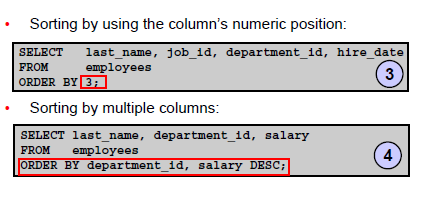 • Sorting by using the column's numeric position:
SELECT last_name, job_id, department_id, hire_date
FROM employees
ORDER BY 3;
3
• Sorting by multiple columns:
SELECT last_name, department_id, salary
FROM employees
ORDER BY department_id, salary DESC;
4